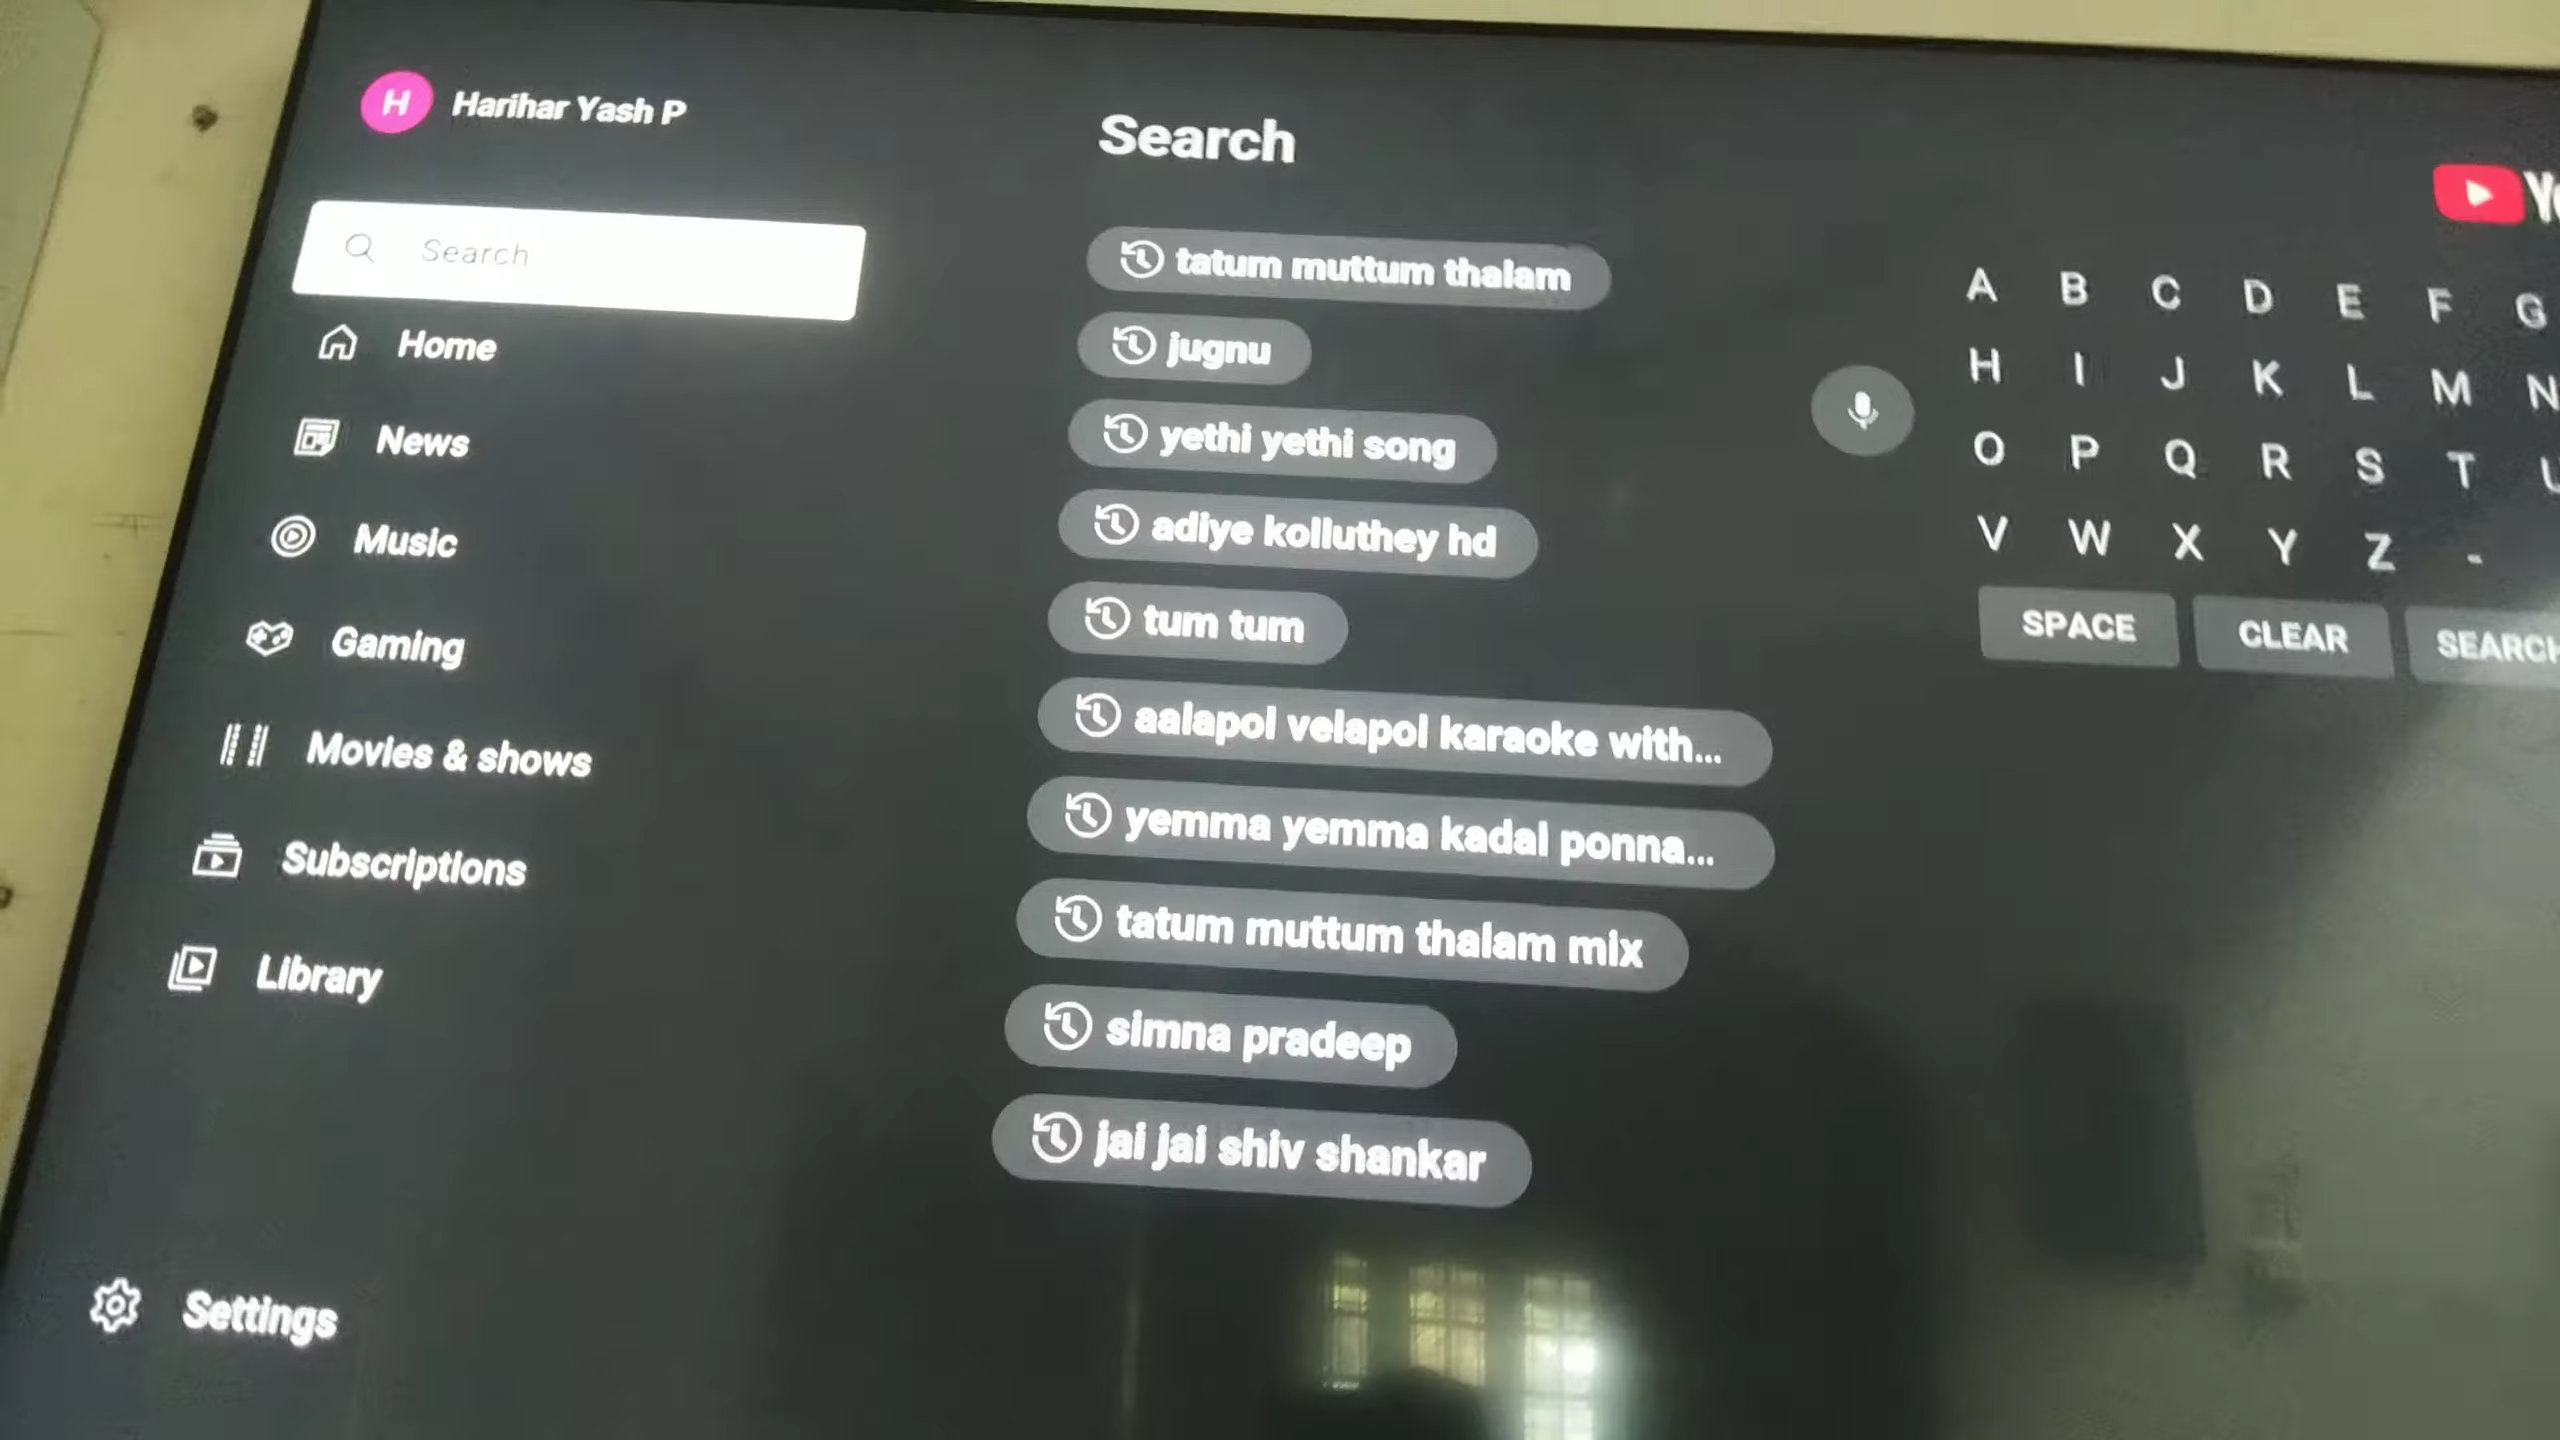 H Harihar Yash P
Search
Home
News
Music
Gaming
Movies & shows
Subscriptions
Library
Settings
Search
tatum muttum thalam
jugnu
yethi yethi song
adiye kolluthey hd
tum tum
aalapol velapol karaoke with...
yemma yemma kadal ponna...
tatum muttum thalam mix
simna pradeep
jai jai shiv shankar
A B C D E F G
H I J K L M N
O P Q R S T U
V W X Y Z -
SPACE CLEAR SEARCH